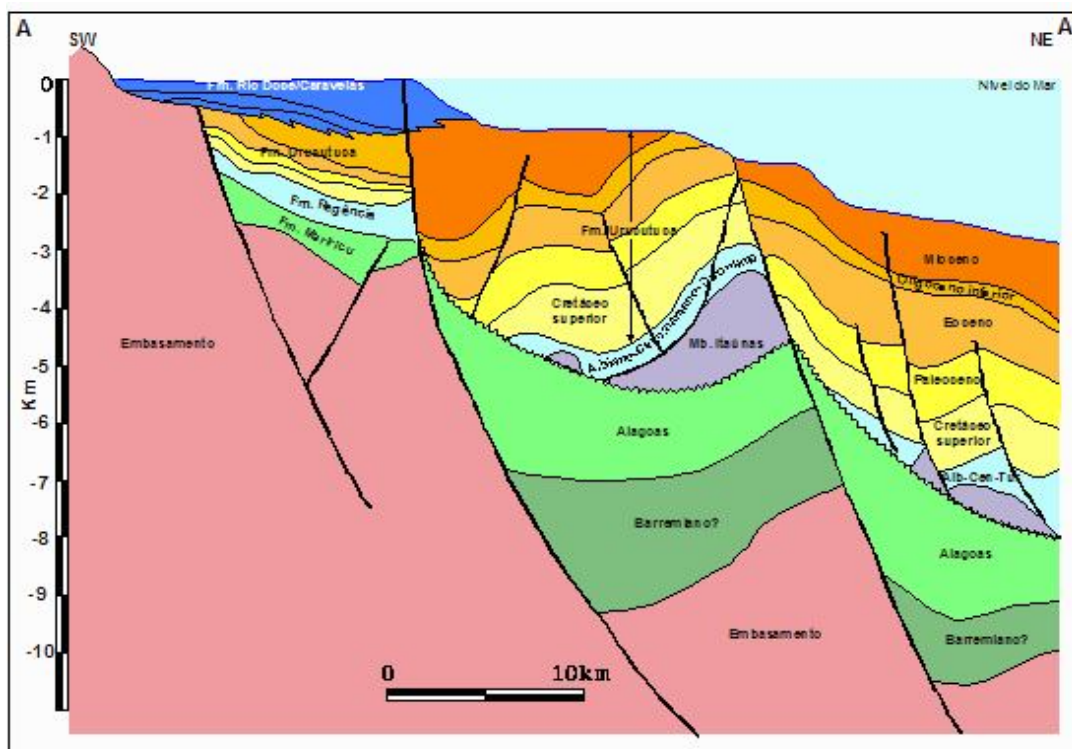 A
A
SW
NE
0
Fm. Rio Doce/Caravelas
Nível do Mar
-1
Fm. Urucutuca
-2
Fm. Regência
Fm. Urucutuca
-3
Fm. Mariricu
Mioceno
Oligoceno inferior
-4
Cretáceo
superior
Eoceno
Embasamento
Mb. Itaúnas
-5
Paleoceno
Km
-6
Alagoas
Cretáceo
superior
-7
Alb-Cen-Tur
-8
Barremiano?
Alagoas
-9
-10
Embasamento
Barremiano?
0
10km